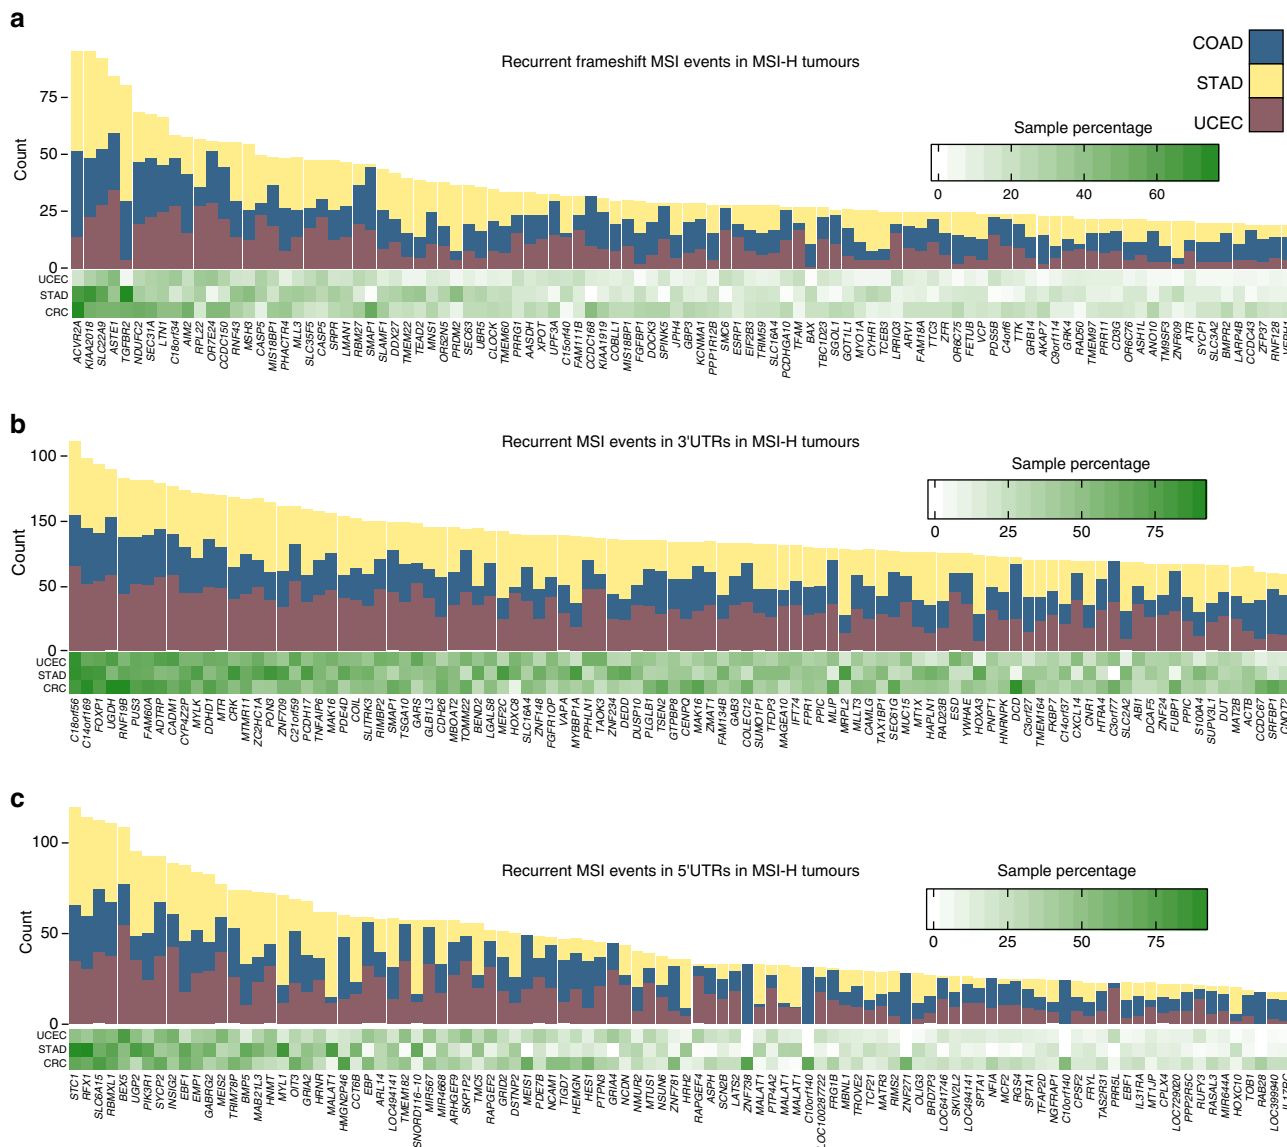 a
Recurrent frameshift MSI events in MSI-H tumours
COAD
STAD
UCEC
Sample percentage
0 20 40 60
Count
75
50
25
0
UCEC
STAD
CRC
ACVR2A
KIAA2018
SLC22A9
LATE1
TGFBR2
NDUFC2
SEC31A
LTN1
C18orf34
AIM2
RPL22
OR7E24
CCDC150
RNF43
MSH3
CASP5
MIS18BP1
PHACTR4
MLL3
SLC35F5
CASP5
SRPR
LMAN1
RBM27
SMAP1
SLAMF1
DDX27
TMEM22
TEAD2
MNS1
OR52N5
PRDM2
SEC63
UBR5
CLOCK
TMEM60
PRRG1
AASDH
XPOT
UPF3A
C15orf40
FAM111B
CCDC168
KIAA1919
COBLL1
MIS18BP1
FGFBP1
DOCK3
SPINK5
JPH4
GBP3
KCNMA1
PPP1R12B
SMC6
ESRP1
EIF2B3
TRIM59
SLC16A4
PCDHGA10
TFAM
BAX
TBC1D23
SGOL1
GOT1L1
MYO1A
CYHR1
TCEB3
LRRIQ3
ARV1
FAM18A
TTC3
ZFR
OR6C75
FETUB
VCP
PDS5B
C4orf6
TTK
GRB14
AKAP7
C9orf114
GRK4
RAD50
TMEM97
PRR11
CD3G
OR6C76
ASH1L
ANO10
TM9SF3
ZNRD9
ATR
SYCP1
SLC3A2
BMPR2
LARP4B
CCDC43
ZFP37
RNF128
b
Recurrent MSI events in 3'UTRs in MSI-H tumours
Sample percentage
0 25 50 75
Count
100
150
50
0
UCEC
STAD
CRC
C18orf56
C14orf169
FOXP1
UGDH
RNF19B
PUS3
FAM60A
ADTRP
CADM1
CYP4Z2P
MYLK
DHDI1
MTR
CRK
MTMR11
ZC2HC1A
PON3
ZNF709
C21orf59
PCDH17
TNFAIP6
MAK16
PDE4D
COIL
SLITRK3
RIMBP2
SMAP1
TSGA10
GARS
GLB1L3
CDH26
MBOAT2
TOMM22
BEND2
LGALS8
MEF2C
HOXC8
SLC16A4
ZNF148
FGFR1OP
VAPA
MYBPC1A
PPHLN1
TAOK3
ZNF234
DEDD
DUSP10
PLGLB1
TSEN2
GTPBP8
CENPQ
MAK16
ZMAT1
FAM134B
GAB3
COLEC12
SUMO1P1
TFDP3
MAGEA10
IFT74
FPR1
PPIC
MLIP
MRPL2
MLLT3
CAMLG
TAX1BP1
SEC61G
MUC15
MT1X
HAPLN1
RAD23B
YWHAE
ESD
HOXA3
PNPT1
HNRNPK
DCD
C3orf27
TMEM164
FKBP7
C14orf37
CXCL14
CNR1
HTRA4
C3orf77
SLC2A2
ABI1
DCAF5
ZNF24
FUBP1
PPIC
S100A4
SUPV3L1
DUT
MAT2B
ACTB
CCDC67
SRFBP1
CNOT2
c
Recurrent MSI events in 5'UTRs in MSI-H tumours
Sample percentage
0 25 50 75
Count
100
50
0
UCEC
STAD
CRC
STC1
RFX1
SLC6A15
RBMXL1
BEX5
UGP2
PIK3R1
SYCP2
INSIG2
EBF1
EMP1
GABRG2
MEIS2
TRIM78P
BMP5
MAB21L3
HNMT
MYL1
OIT3
GRIA2
HRNR
MALAT1
HMGN2P46
CCT6B
EBP
ARL14
LOC494141
TMEM182
SNORD116-10
MIR567
MIR4668
ARHGEF9
SKP1P2
TMC5
RAPGEF2
GRID2
DSTNP2
MEIS1
PDE7B
NCAM1
TIGD7
HEMGN
HES1
PTPN3
GRIA4
NCDN
NMUR2
MTUS1
NSUN6
ZNF781
HRH2
RAPGEF4
ASPH
SCN2B
LATS2
ZNF738
MALAT1
PTP4A2
MALAT1
MALAT1
C10orf140
LOC100287722
FRG1B
MBNL1
TROVE2
TCF21
MATR3
RIMS2
ZNF271
OLIG3
BRD7P3
LOC641746
SKIV2L2
LOC494141
SPTA1
NFIA
MCF2
RGS4
SPTA1
TFAP2D
NGFRAP1
C10orf140
CPSF2
FRYL
TAS2R31
PRR5L
EBF1
IL31RA
MT1JP
CPLX4
LOC729020
PPP2R5C
RUFY3
RASAL3
MIR644A
HOXC10
TOB1
RAB28
LOC399940